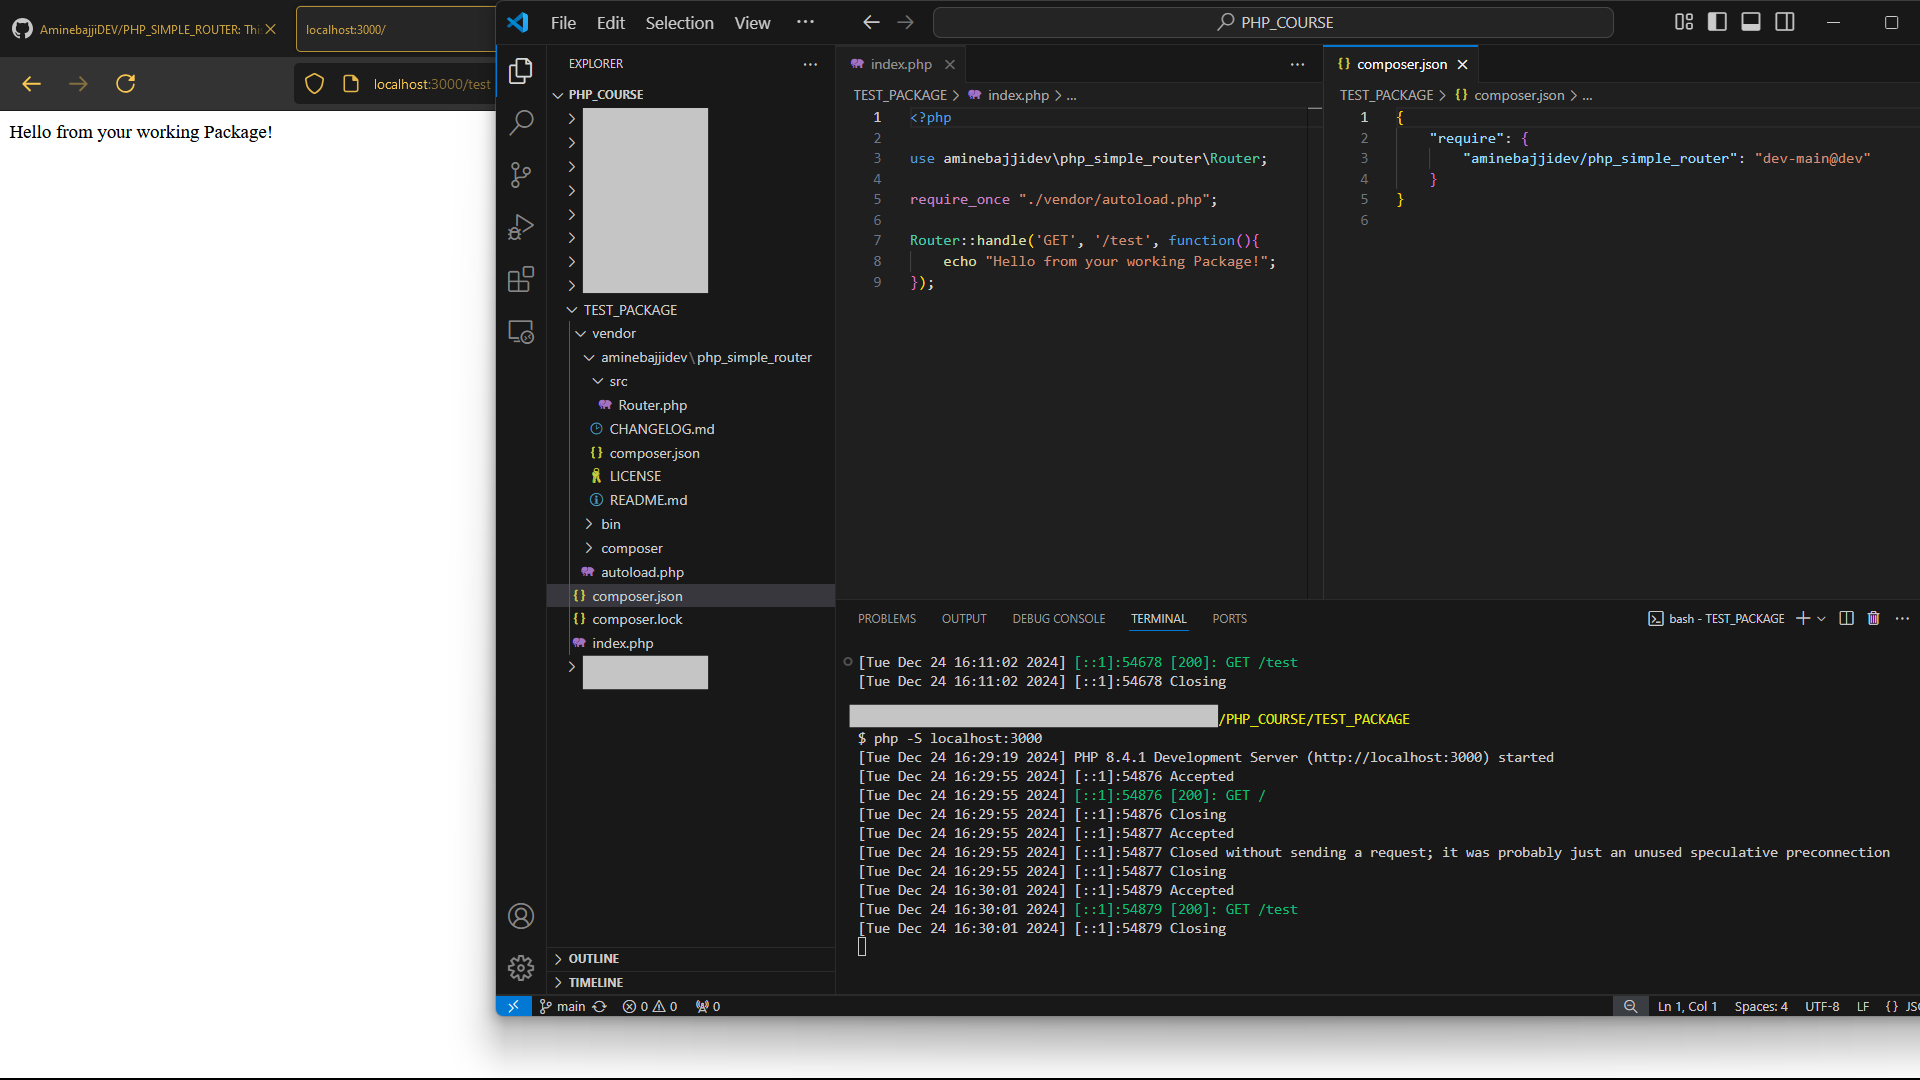 AminebajjiDEV/PHP_SIMPLE_ROUTER: Thi
localhost:3000/
localhost:3000/test
Hello from your working Package!
File Edit Selection View ···
PHP_COURSE
EXPLORER
PHP_COURSE
TEST_PACKAGE
vendor
aminebajjidev\php_simple_router
src
Router.php
CHANGELOG.md
composer.json
LICENSE
README.md
bin
composer
autoload.php
composer.json
composer.lock
index.php
OUTLINE
TIMELINE
index.php
TEST_PACKAGE > index.php > ...
1 <?php
2
3 use aminebajjidev\php_simple_router\Router;
4
5 require_once "./vendor/autoload.php";
6
7 Router::handle('GET', '/test', function(){
8 echo "Hello from your working Package!";
9 });
composer.json
TEST_PACKAGE > {} composer.json > ...
1 {
2 "require": {
3 "aminebajjidev/php_simple_router": "dev-main@dev"
4 }
5 }
6
PROBLEMS OUTPUT DEBUG CONSOLE TERMINAL PORTS
bash - TEST_PACKAGE
[Tue Dec 24 16:11:02 2024] [::1]:54678 [200]: GET /test
[Tue Dec 24 16:11:02 2024] [::1]:54678 Closing
/PHP_COURSE/TEST_PACKAGE
$ php -S localhost:3000
[Tue Dec 24 16:29:19 2024] PHP 8.4.1 Development Server (http://localhost:3000) started
[Tue Dec 24 16:29:55 2024] [::1]:54876 Accepted
[Tue Dec 24 16:29:55 2024] [::1]:54876 [200]: GET /
[Tue Dec 24 16:29:55 2024] [::1]:54876 Closing
[Tue Dec 24 16:29:55 2024] [::1]:54877 Accepted
[Tue Dec 24 16:29:55 2024] [::1]:54877 Closed without sending a request; it was probably just an unused speculative preconnection
[Tue Dec 24 16:29:55 2024] [::1]:54877 Closing
[Tue Dec 24 16:30:01 2024] [::1]:54879 Accepted
[Tue Dec 24 16:30:01 2024] [::1]:54879 [200]: GET /test
[Tue Dec 24 16:30:01 2024] [::1]:54879 Closing
main 0 0 0
Ln 1, Col 1 Spaces: 4 UTF-8 LF {} JSO